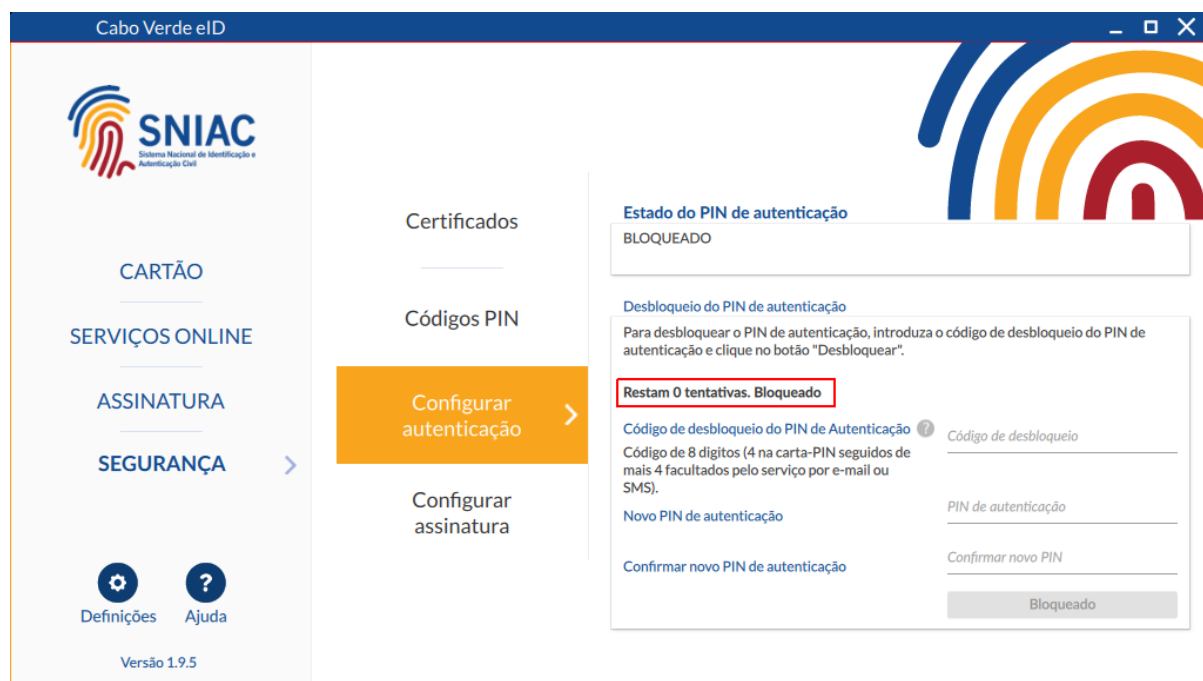 Cabo Verde eID
SNIAC
Sistema Nacional de Identificação e
Autenticação Civil
CARTÃO
SERVIÇOS ONLINE
ASSINATURA
SEGURANÇA
Definições
Ajuda
Versão 1.9.5
Certificados
Códigos PIN
Configurar
autenticação
Configurar
assinatura
Estado do PIN de autenticação
BLOQUEADO
Desbloqueio do PIN de autenticação
Para desbloquear o PIN de autenticação, introduza o código de desbloqueio do PIN de
autenticação e clique no botão "Desbloquear".
Restam 0 tentativas. Bloqueado
Código de desbloqueio do PIN de Autenticação ?
Código de desbloqueio
Código de 8 digitos (4 na carta-PIN seguidos de
mais 4 facultados pelo serviço por e-mail ou
SMS).
Novo PIN de autenticação
PIN de autenticação
Confirmar novo PIN de autenticação
Confirmar novo PIN
Bloqueado